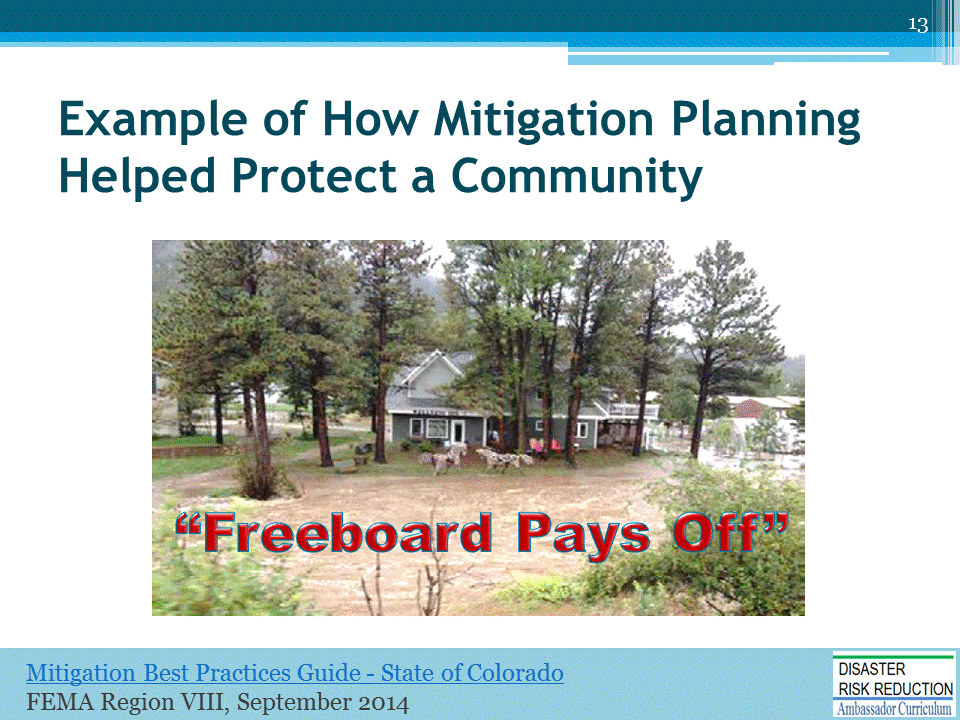 13
Example of How Mitigation Planning
Helped Protect a Community
“Freeboard Pays Off”
Mitigation Best Practices Guide - State of Colorado
FEMA Region VIII, September 2014
DISASTER
RISK REDUCTION
Ambassador Curriculum